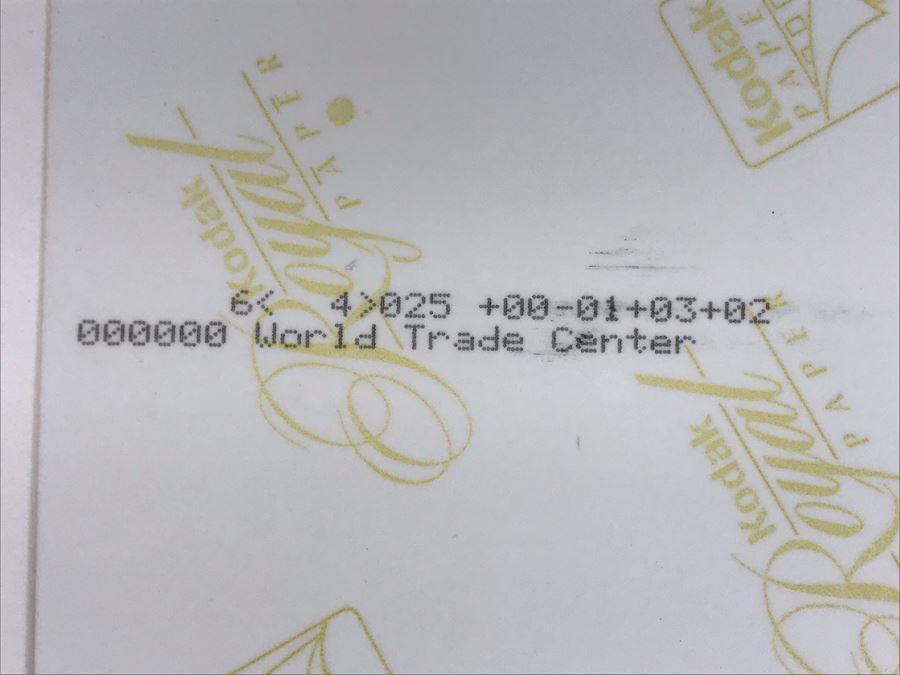 Kodak
PAPER
Kodak
Royal
PAPER
6< 4>025 +00-01+03+02
000000 World Trade Center
Kodak
Royal
PAPER